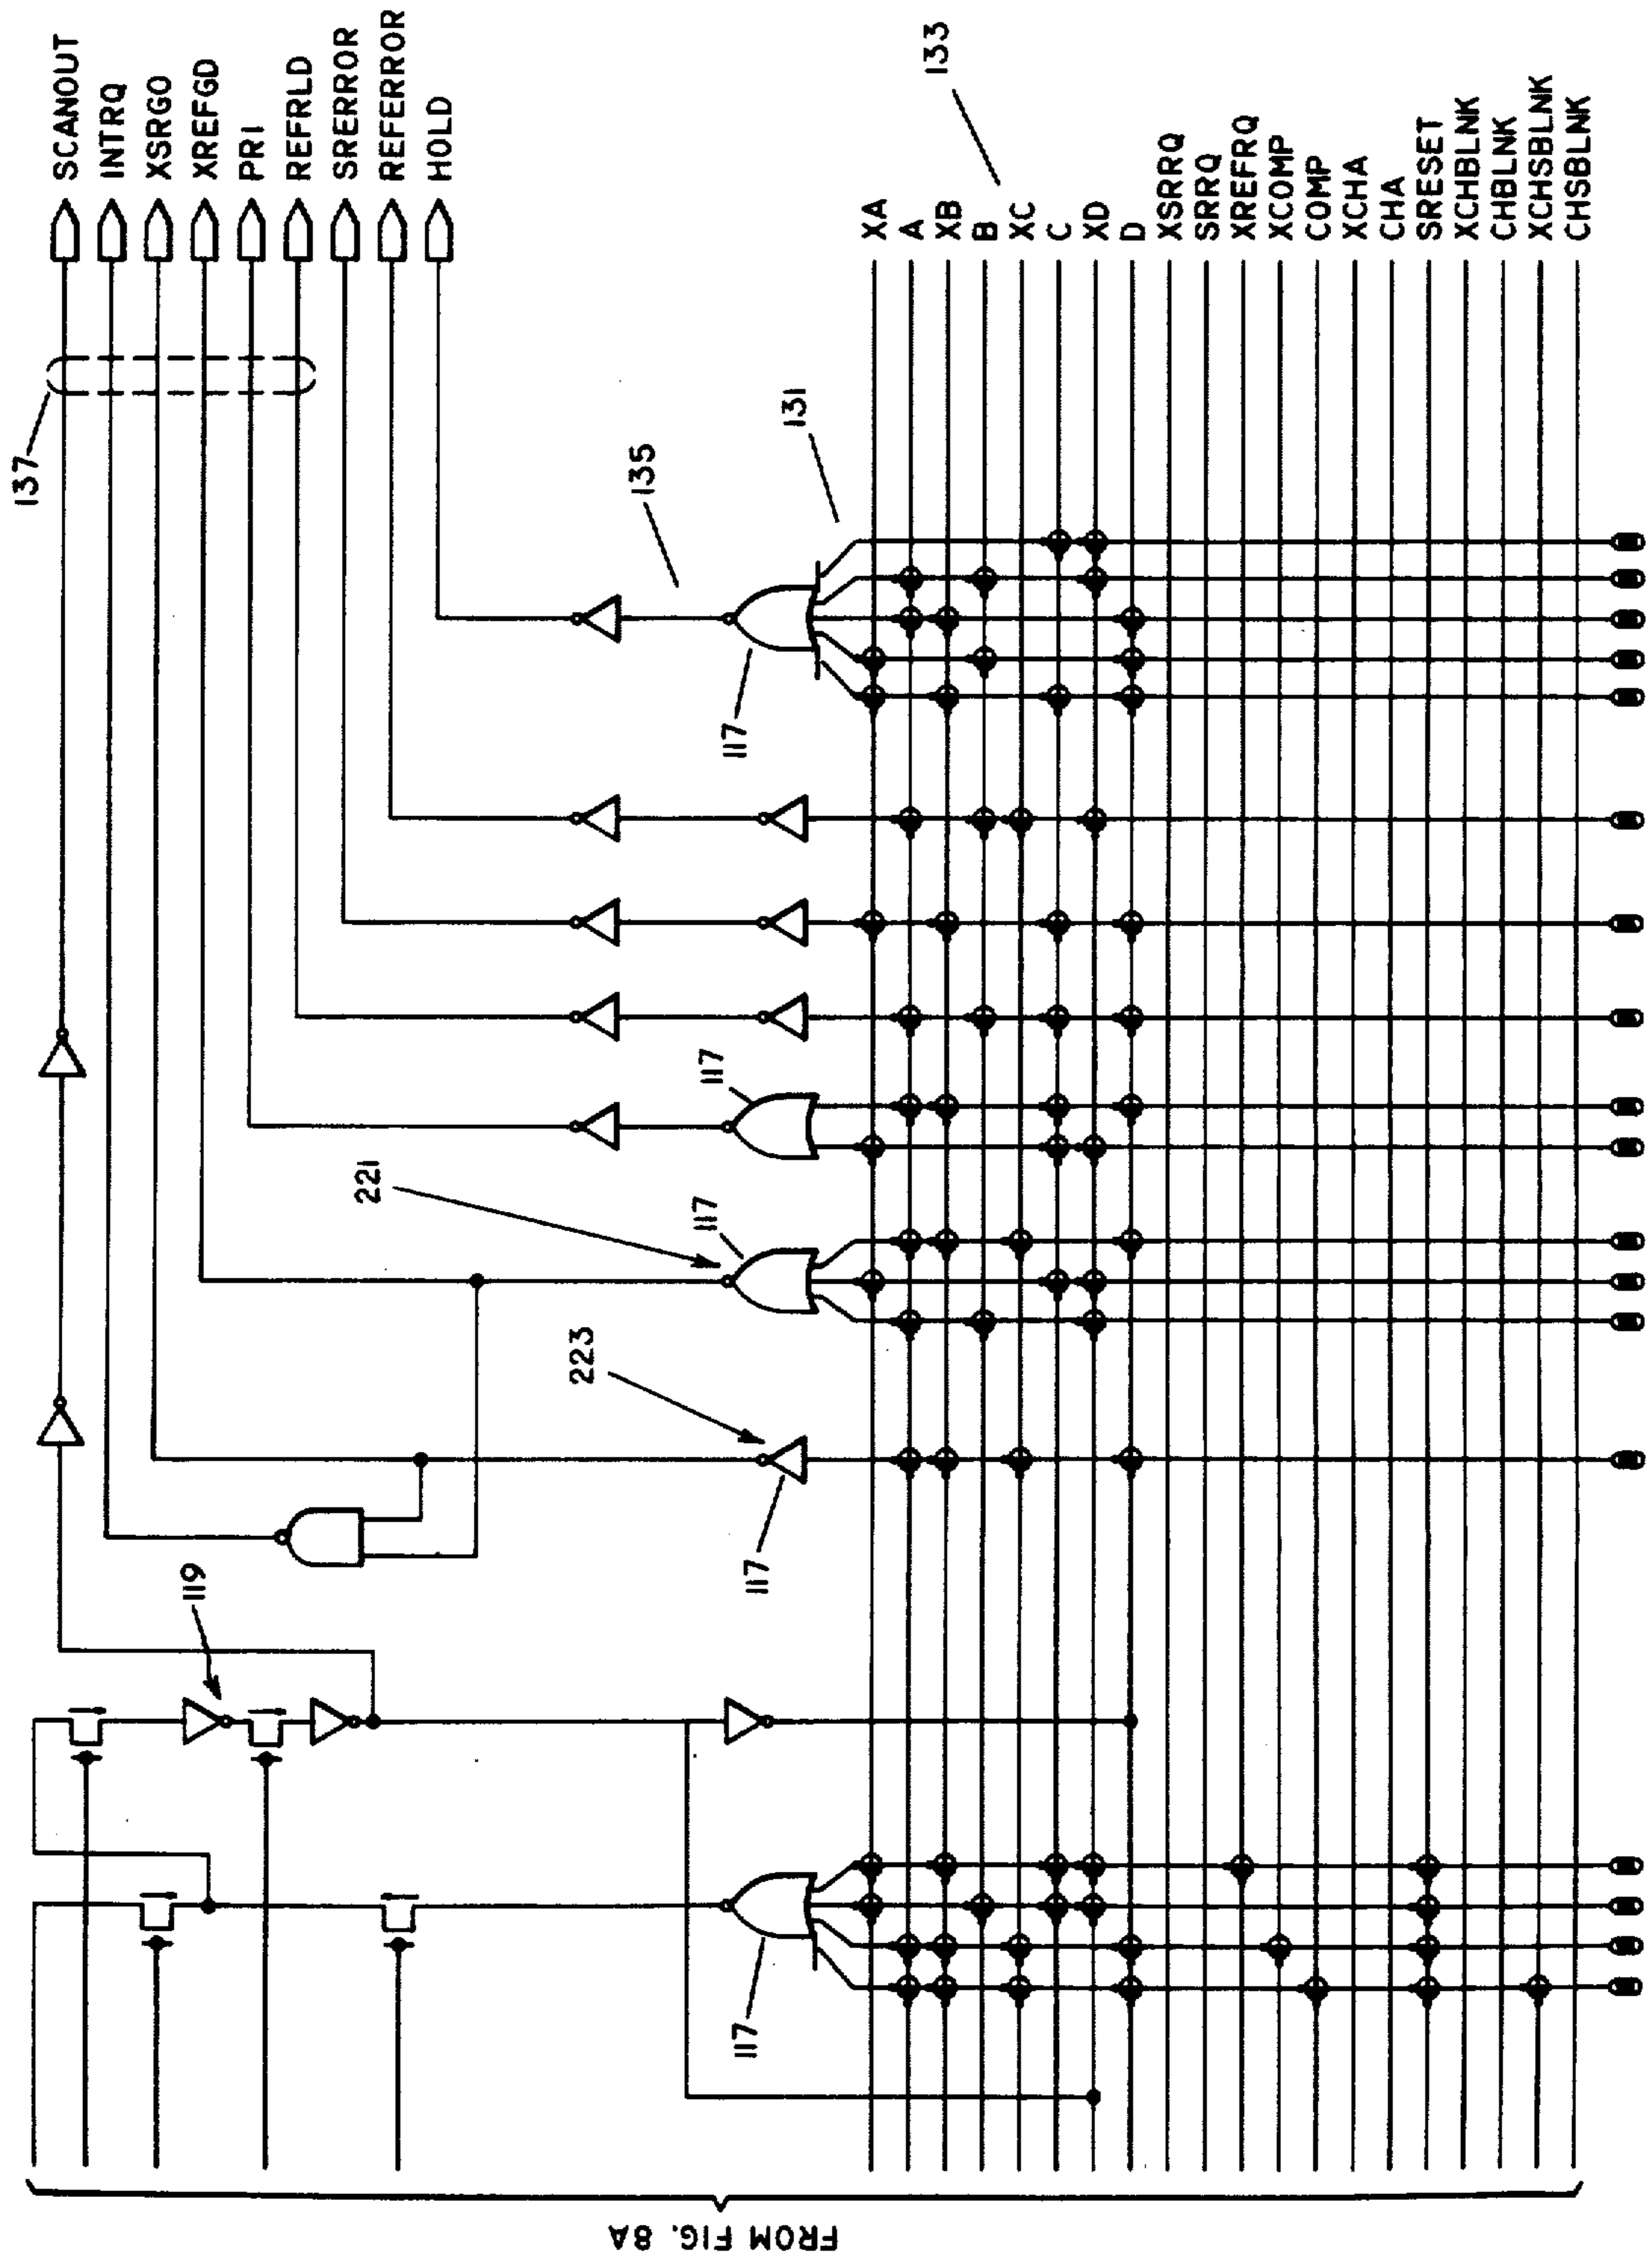 137
SCANOUT
INTRQ
XSRGO
XREFGD
PRI
REFRLD
SRERROR
REFERROR
HOLD
133
131
135
117
117
221
117
223
117
119
117
XA
A
XB
B
XC
C
XD
D
XSRRQ
SRRQ
XREFRQ
XCOMP
COMP
XCHA
CHA
SRESET
XCHBLNK
CHBLNK
XCHSBLNK
CHSBLNK
FROM FIG. 8A